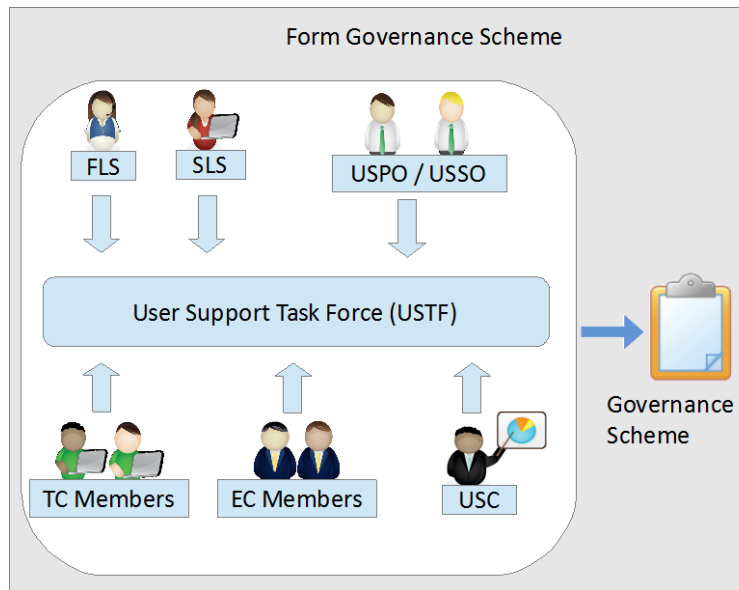 Form Governance Scheme
FLS
SLS
USPO / USSO
User Support Task Force (USTF)
Governance
Scheme
TC Members
EC Members
USC